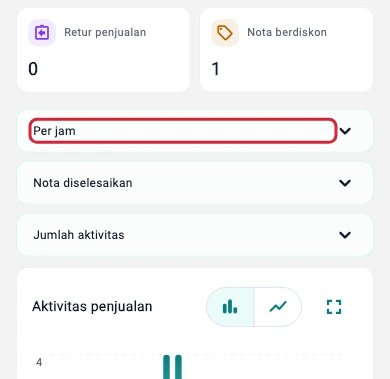 Retur penjualan
0
Nota berdiskon
1
Per jam
Nota diselesaikan
Jumlah aktivitas
Aktivitas penjualan
4